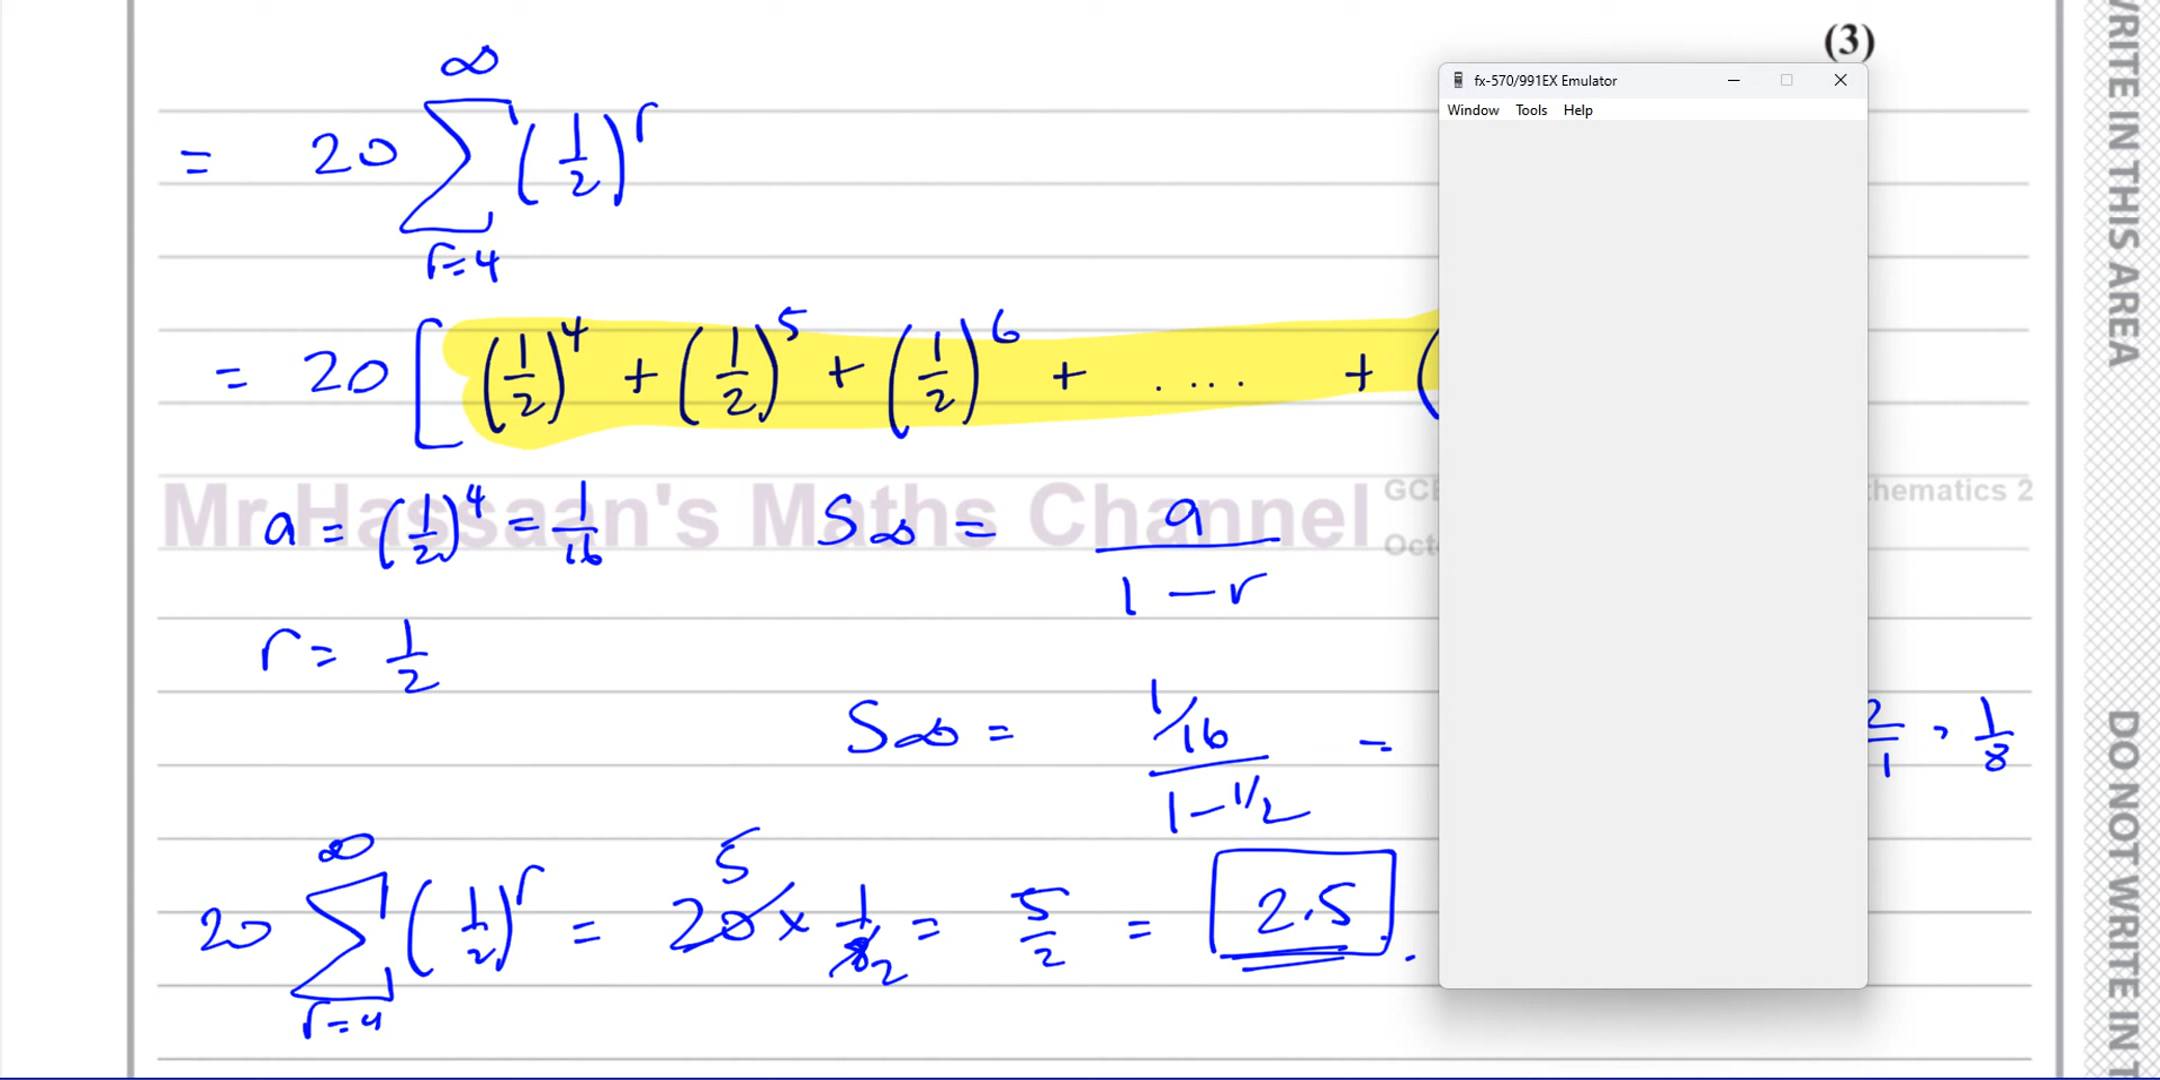 (3)
= 20 ∞ Σ r=4 (1/2)^r
fx-570/991EX Emulator
Window Tools Help
= 20 [ (1/2)^4 + (1/2)^5 + (1/2)^6 + .... + (
Mr Hassaan's Maths Channel
GCE
hematics 2
Oct
a = (1/2)^4 = 1/16
S∞ = a/(1-r)
r = 1/2
S∞ = (1/16)/(1-1/2) =
2/1 = 1/8
20 ∞ Σ r=4 (1/2)^r = 20 5 × 1/8 2 = 5/2 = 2.5.
WRITE IN THIS AREA
DO NOT WRITE IN T